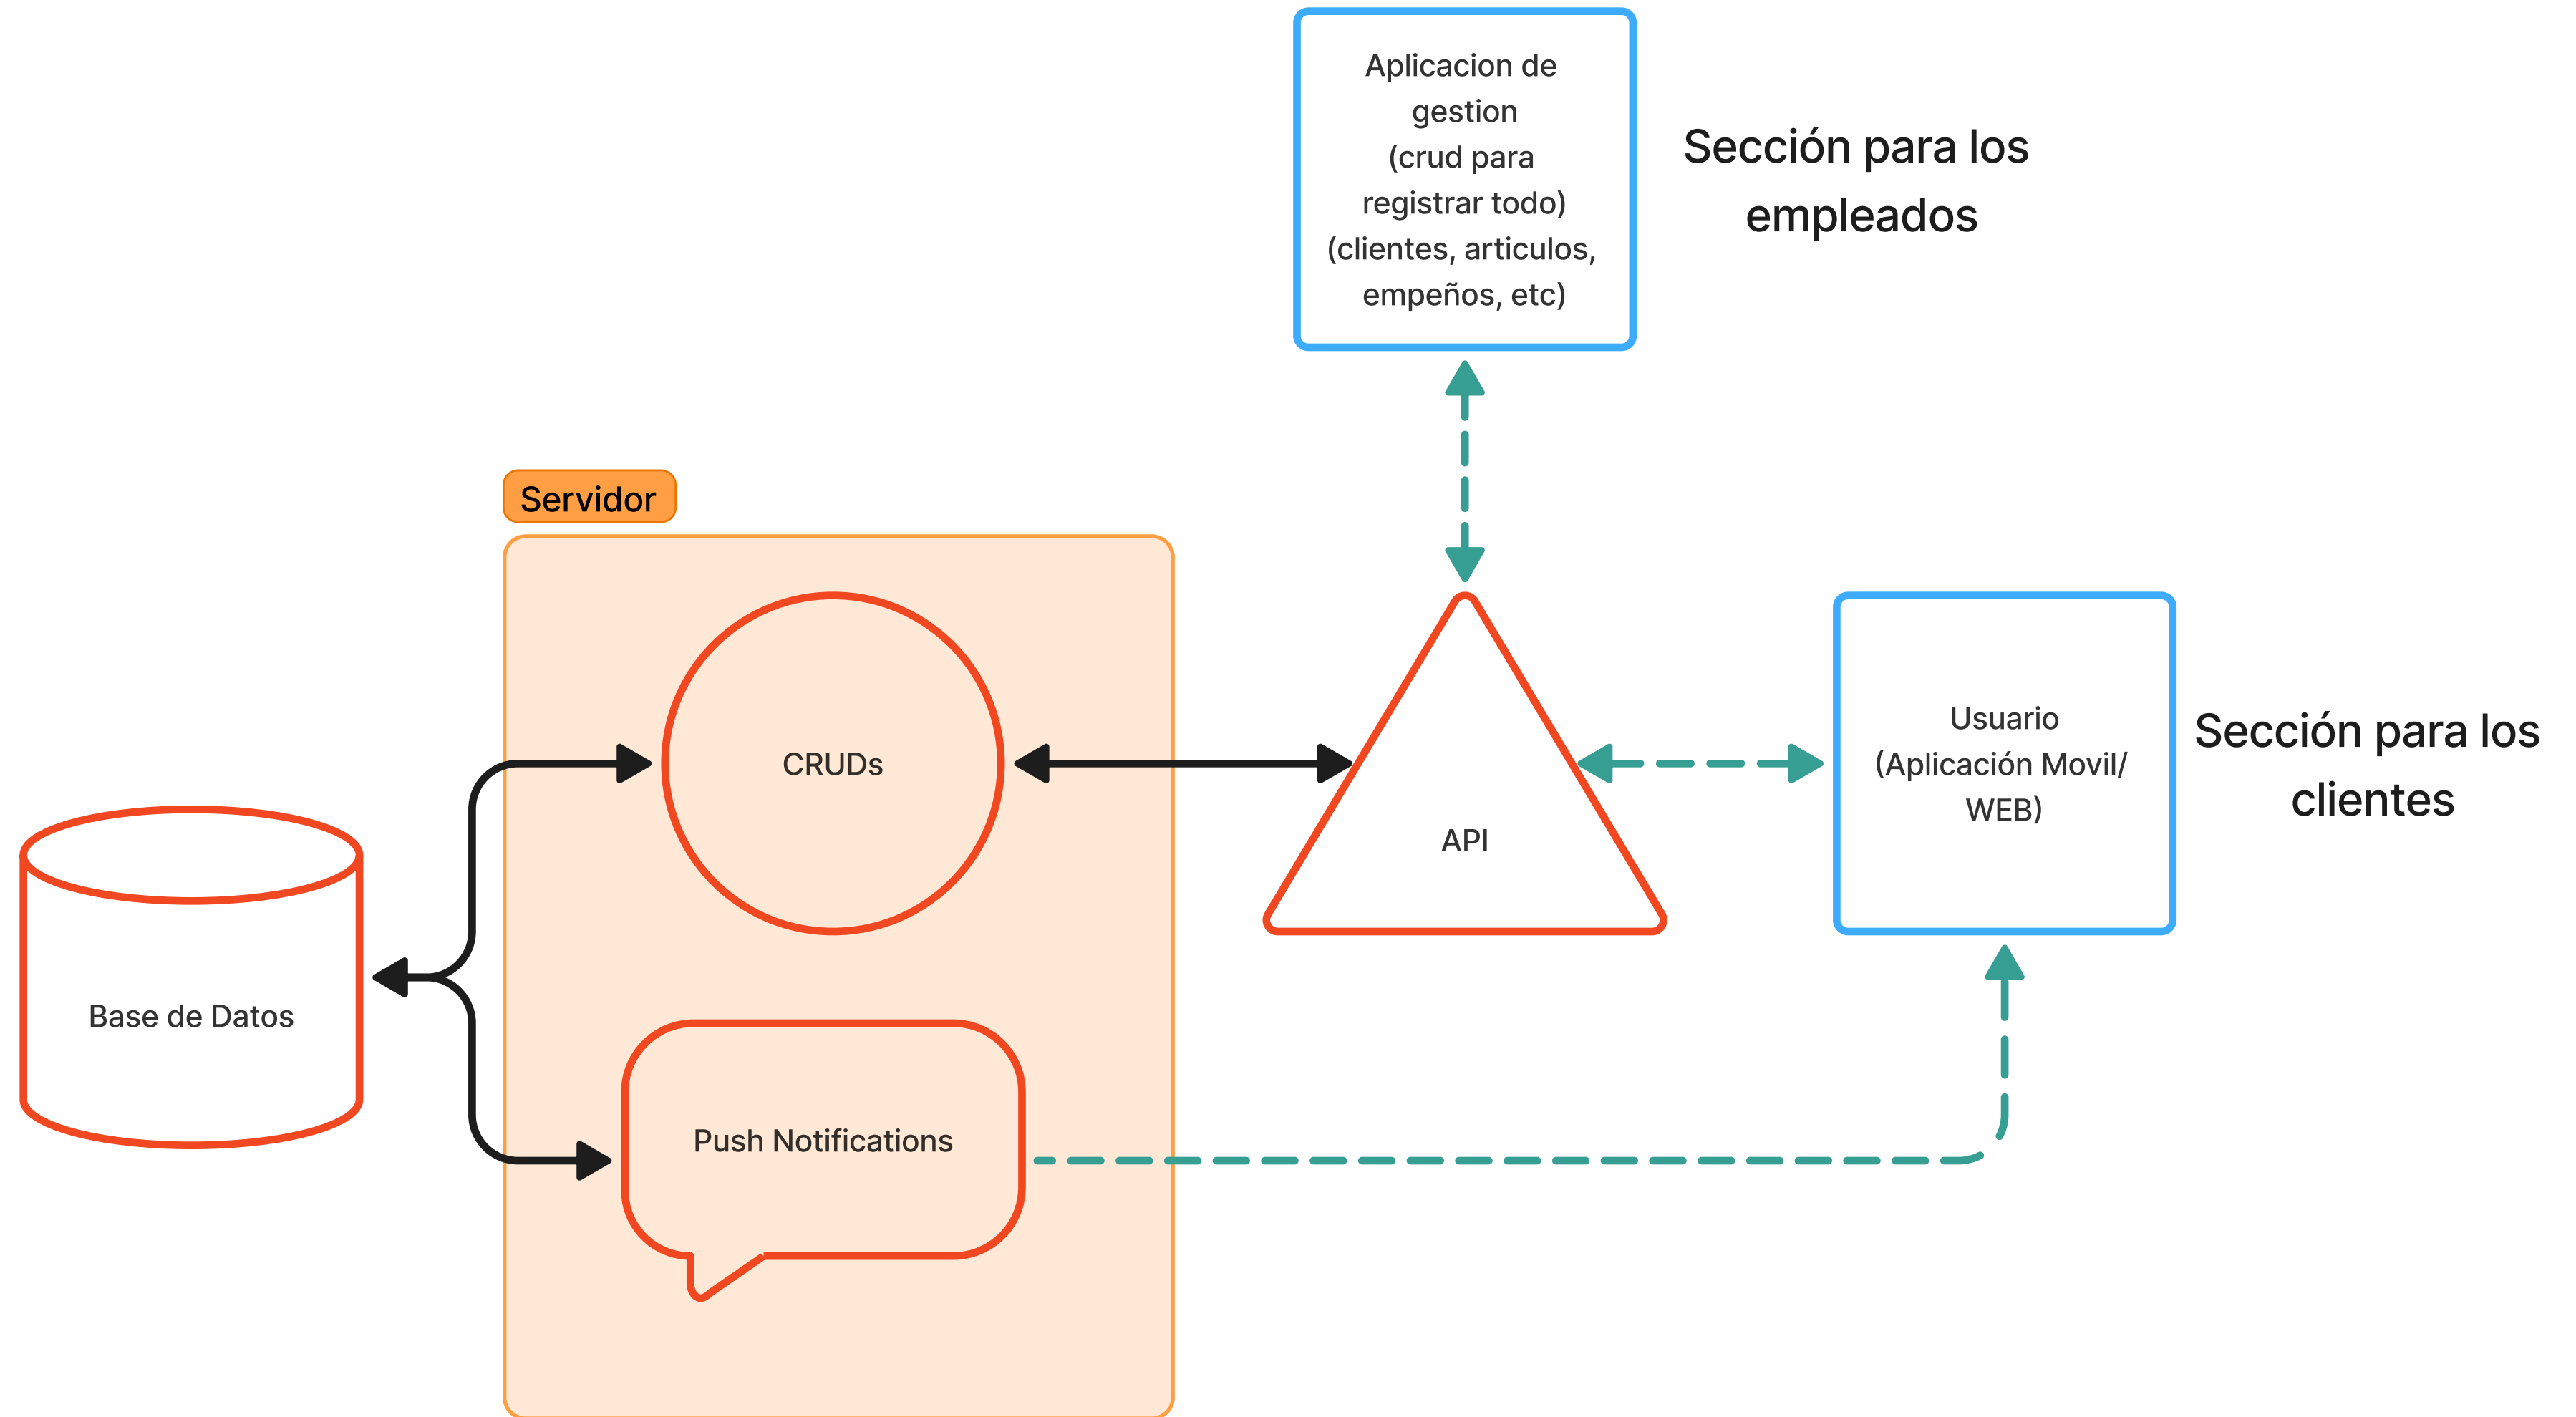 Aplicacion de
gestion
(crud para
registrar todo)
(clientes, articulos,
empeños, etc)
Sección para los
empleados
Servidor
CRUDs
API
Usuario
(Aplicación Movil/
WEB)
Sección para los
clientes
Base de Datos
Push Notifications